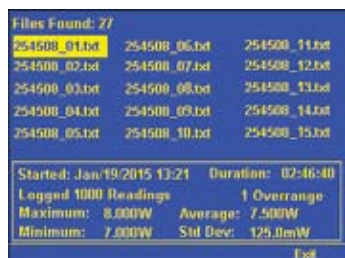 Files Found: 27
254508_01.txt 254508_06.txt 254508_11.txt
254508_02.txt 254508_07.txt 254508_12.txt
254508_03.txt 254508_08.txt 254508_13.txt
254508_04.txt 254508_09.txt 254508_14.txt
254508_05.txt 254508_10.txt 254508_15.txt
Started: Jan/19/2015 13:21 Duration: 02:46:40
Logged 1000 Readings 1 Overrange
Maximum: 8.000W Average: 7.500W
Minimum: 7.000W Std Dev: 125.0mW
Exit